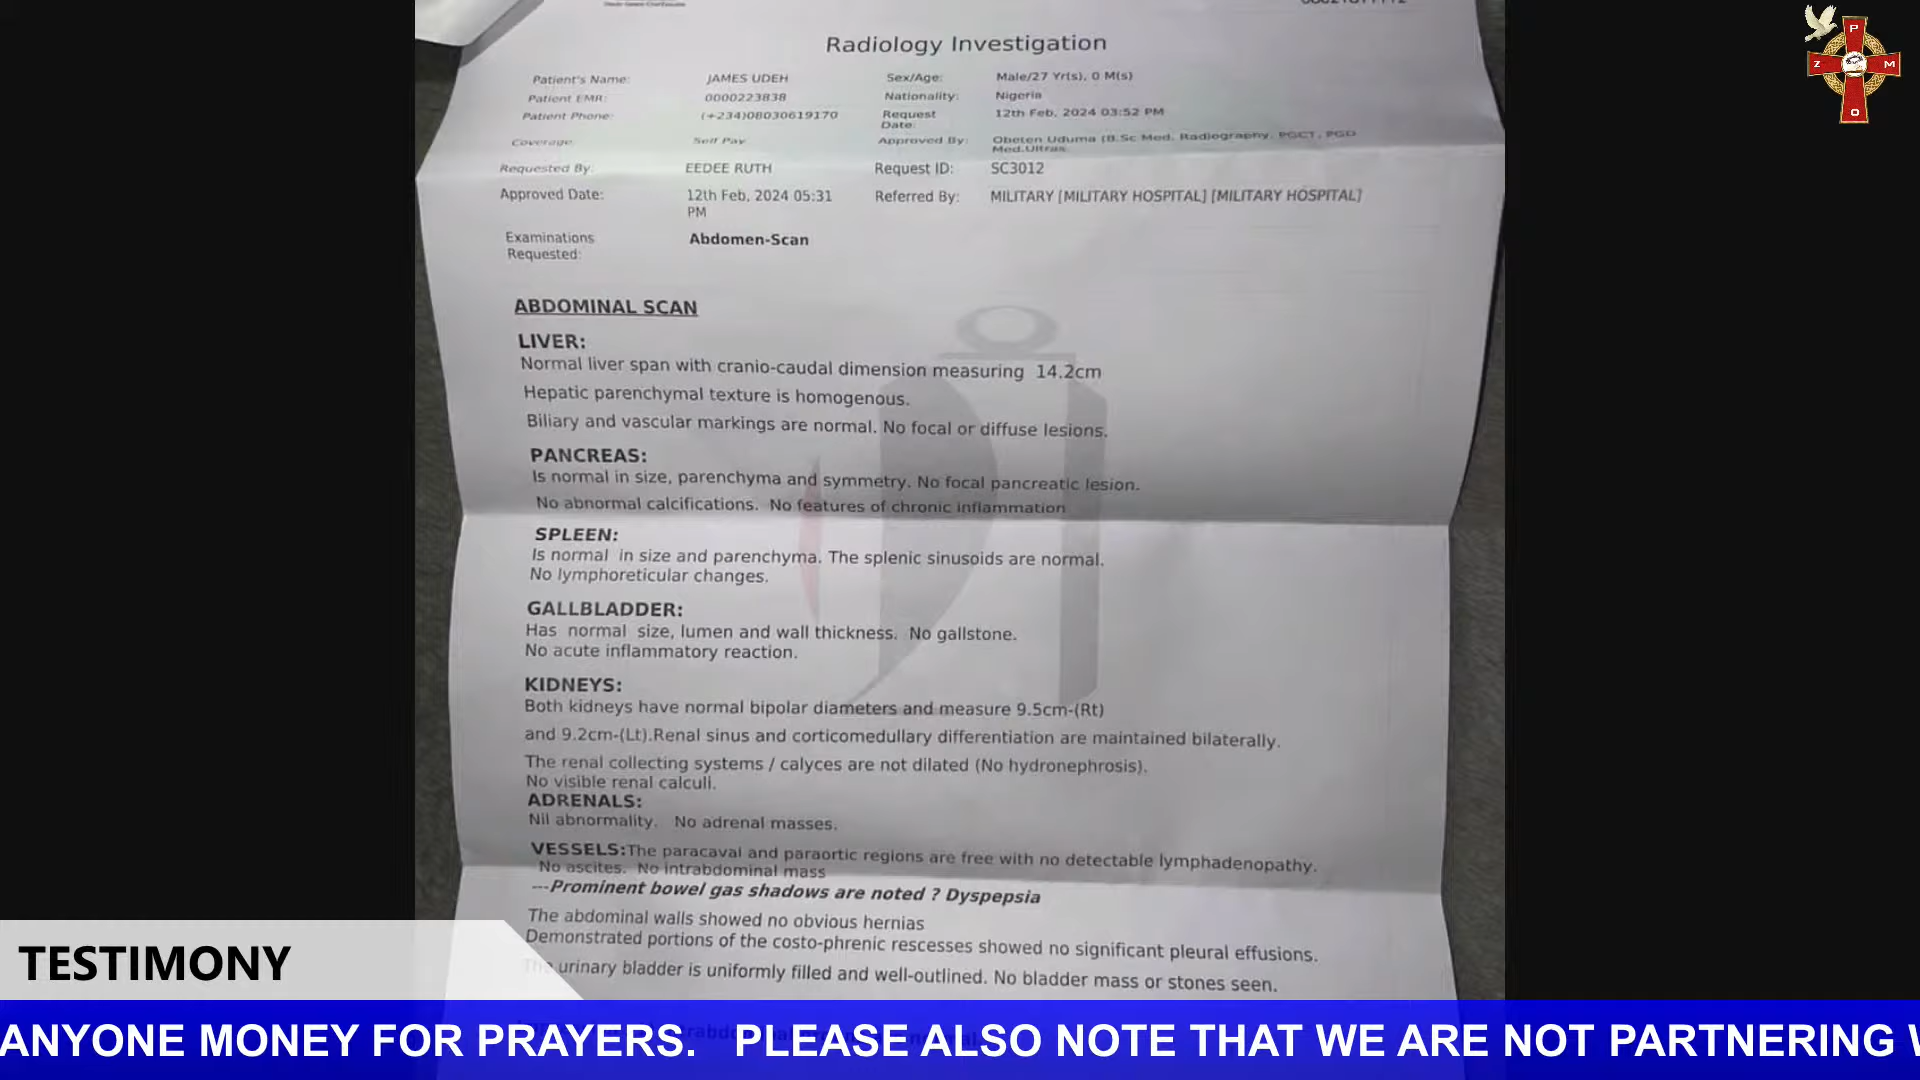 Radiology Investigation
Patient's Name: JAMES UDEH Sex/Age: Male/27 Yr(s), 0 M(s)
Patient EMR: 0000223838 Nationality: Nigeria
Patient Phone: (+234)08030619170 Request Date: 12th Feb, 2024 03:52 PM
Coverage: Self Pay Approved By: Obeten Uduma (B.Sc Med. Radiography, PGCT, PGD Med.Ultras
Requested By: EEDEE RUTH Request ID: SC3012
Approved Date: 12th Feb, 2024 05:31 PM Referred By: MILITARY [MILITARY HOSPITAL] [MILITARY HOSPITAL]
Examinations Requested: Abdomen-Scan
ABDOMINAL SCAN
LIVER:
Normal liver span with cranio-caudal dimension measuring 14.2cm
Hepatic parenchymal texture is homogenous.
Biliary and vascular markings are normal. No focal or diffuse lesions.
PANCREAS:
Is normal in size, parenchyma and symmetry. No focal pancreatic lesion.
No abnormal calcifications. No features of chronic inflammation
SPLEEN:
Is normal in size and parenchyma. The splenic sinusoids are normal.
No lymphoreticular changes.
GALLBLADDER:
Has normal size, lumen and wall thickness. No gallstone.
No acute inflammatory reaction.
KIDNEYS:
Both kidneys have normal bipolar diameters and measure 9.5cm-(Rt)
and 9.2cm-(Lt).Renal sinus and corticomedullary differentiation are maintained bilaterally.
The renal collecting systems / calyces are not dilated (No hydronephrosis).
No visible renal calculi.
ADRENALS:
Nil abnormality. No adrenal masses.
VESSELS:The paracaval and paraortic regions are free with no detectable lymphadenopathy.
No ascites. No intrabdominal mass
---Prominent bowel gas shadows are noted ? Dyspepsia
The abdominal walls showed no obvious hernias
Demonstrated portions of the costo-phrenic rescesses showed no significant pleural effusions.
The urinary bladder is uniformly filled and well-outlined. No bladder mass or stones seen.
TESTIMONY
ANYONE MONEY FOR PRAYERS. PLEASE ALSO NOTE THAT WE ARE NOT PARTNERING
P
Z M
O